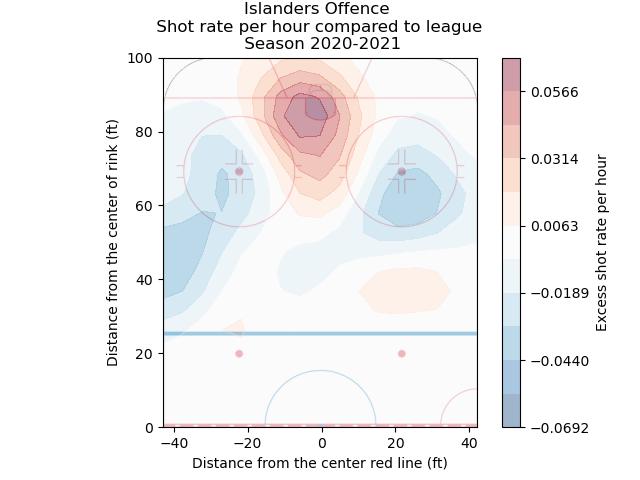 Islanders Offence
Shot rate per hour compared to league
Season 2020-2021
100
80
60
40
20
0
Distance from the center of rink (ft)
−40
−20
0
20
40
Distance from the center red line (ft)
0.0566
0.0314
0.0063
−0.0189
−0.0440
−0.0692
Excess shot rate per hour